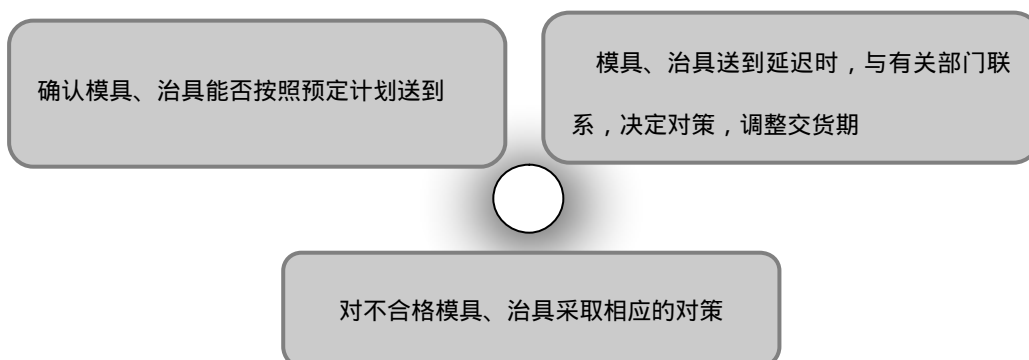 确认模具、治具能否按照预定计划送到
模具、治具送到延迟时，与有关部门联
系，决定对策，调整交货期
对不合格模具、治具采取相应的对策